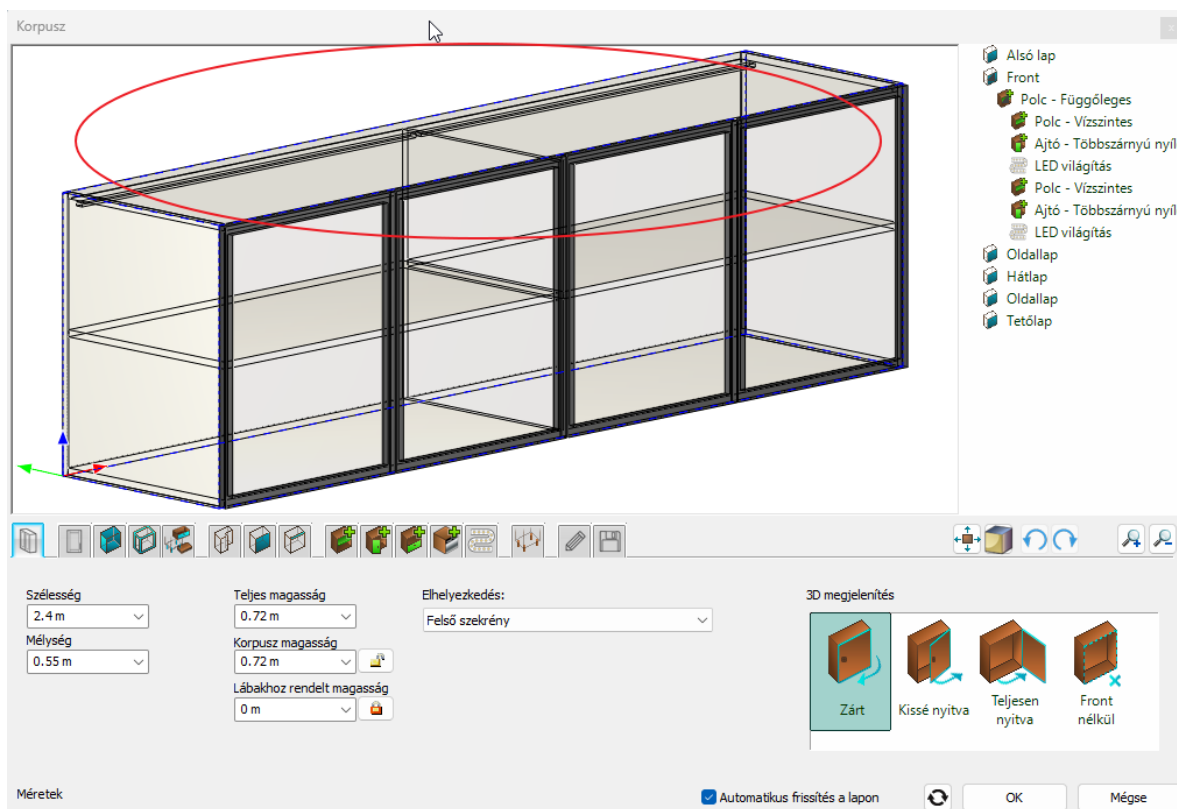 Korpusz
Alsó lap
Front
Polc - Függőleges
Polc - Vízszintes
Ajtó - Többszárnyú nyíl
LED világítás
Polc - Vízszintes
Ajtó - Többszárnyú nyíl
LED világítás
Oldallap
Hátlap
Oldallap
Tetőlap
Szélesség
2.4 m
Mélység
0.55 m
Teljes magasság
0.72 m
Korpusz magasság
0.72 m
Lábakhoz rendelt magasság
0 m
Elhelyezkedés:
Felső szekrény
3D megjelenítés
Zárt
Kissé nyitva
Teljesen
nyitva
Front
nélkül
Méretek
Automatikus frissítés a lapon
OK
Mégse